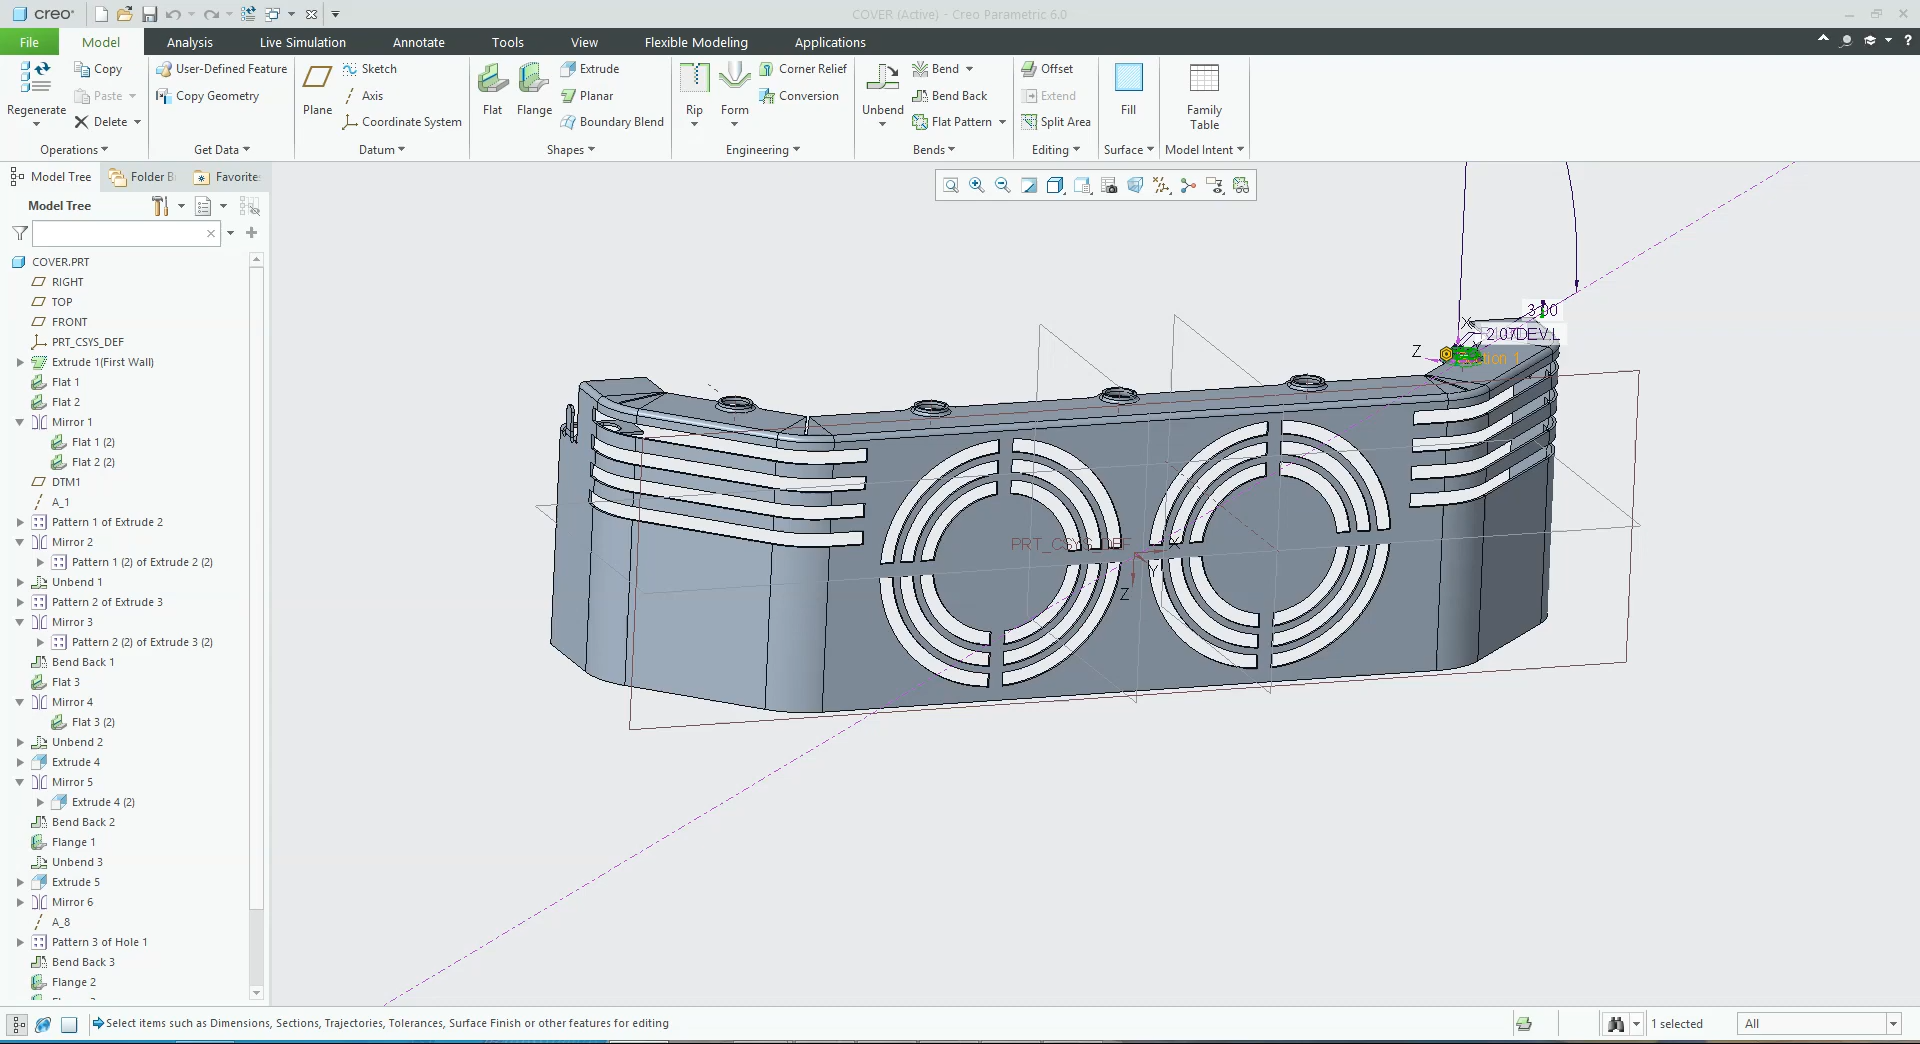 creo
COVER (Active) - Creo Parametric 6.0
File Model Analysis Live Simulation Annotate Tools View Flexible Modeling Applications
Regenerate
Copy
Paste
Delete
User-Defined Feature
Copy Geometry
Plane
Sketch
Axis
Coordinate System
Flat
Flange
Extrude
Planar
Boundary Blend
Rip
Form
Corner Relief
Conversion
Unbend
Bend
Bend Back
Flat Pattern
Offset
Extend
Split Area
Fill
Family
Table
Operations Get Data Datum Shapes Engineering Bends Editing Surface Model Intent
Model Tree Folder B Favorite
Model Tree
COVER.PRT
RIGHT
TOP
FRONT
PRT_CSYS_DEF
Extrude 1(First Wall)
Flat 1
Flat 2
Mirror 1
Flat 1 (2)
Flat 2 (2)
DTM1
A_1
Pattern 1 of Extrude 2
Mirror 2
Pattern 1 (2) of Extrude 2 (2)
Unbend 1
Pattern 2 of Extrude 3
Mirror 3
Pattern 2 (2) of Extrude 3 (2)
Bend Back 1
Flat 3
Mirror 4
Flat 3 (2)
Unbend 2
Extrude 4
Mirror 5
Extrude 4 (2)
Bend Back 2
Flange 1
Unbend 3
Extrude 5
Mirror 6
A_8
Pattern 3 of Hole 1
Bend Back 3
Flange 2
X
2.07DEV.L
Z
PRT_CSYS_DEF
X
Y
Z
Select items such as Dimensions, Sections, Trajectories, Tolerances, Surface Finish or other features for editing
1 selected
All